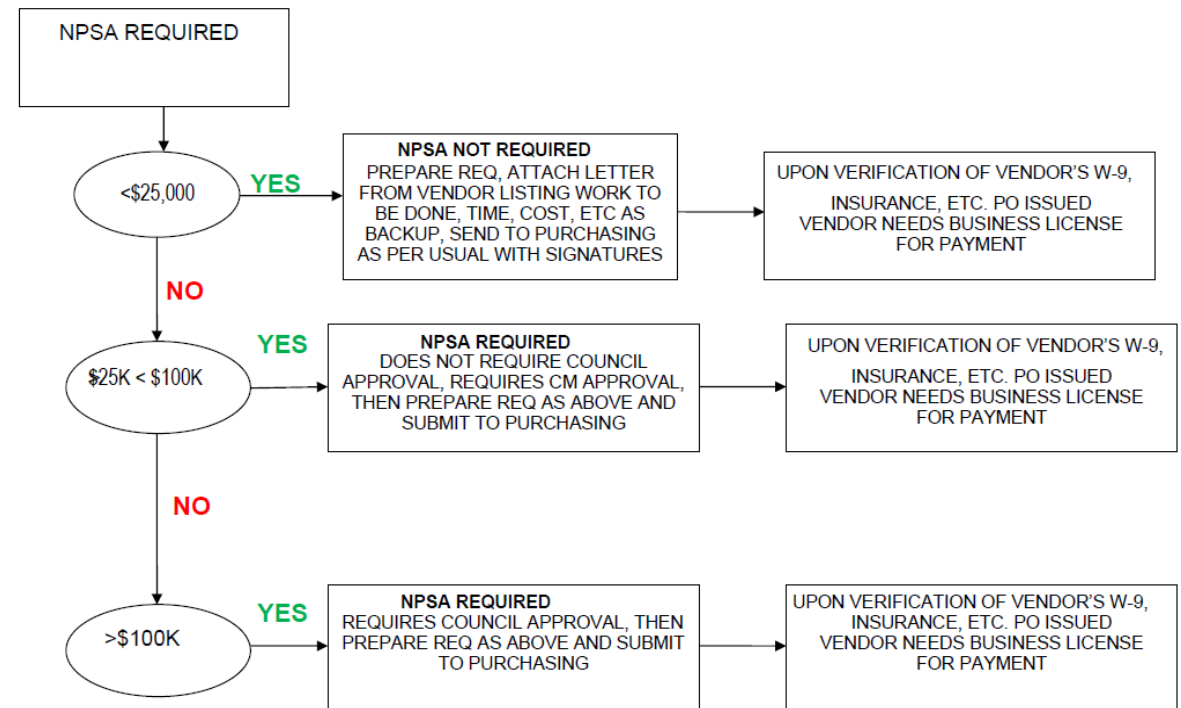 NPSA REQUIRED
<$25,000
YES
NPSA NOT REQUIRED
PREPARE REQ, ATTACH LETTER
FROM VENDOR LISTING WORK TO
BE DONE, TIME, COST, ETC AS
BACKUP, SEND TO PURCHASING
AS PER USUAL WITH SIGNATURES
UPON VERIFICATION OF VENDOR'S W-9,
INSURANCE, ETC. PO ISSUED
VENDOR NEEDS BUSINESS LICENSE
FOR PAYMENT
NO
$25K < $100K
YES
NPSA REQUIRED
DOES NOT REQUIRE COUNCIL
APPROVAL, REQUIRES CM APPROVAL,
THEN PREPARE REQ AS ABOVE AND
SUBMIT TO PURCHASING
UPON VERIFICATION OF VENDOR'S W-9,
INSURANCE, ETC. PO ISSUED
VENDOR NEEDS BUSINESS LICENSE
FOR PAYMENT
NO
>$100K
YES
NPSA REQUIRED
REQUIRES COUNCIL APPROVAL, THEN
PREPARE REQ AS ABOVE AND SUBMIT
TO PURCHASING
UPON VERIFICATION OF VENDOR'S W-9,
INSURANCE, ETC. PO ISSUED
VENDOR NEEDS BUSINESS LICENSE
FOR PAYMENT